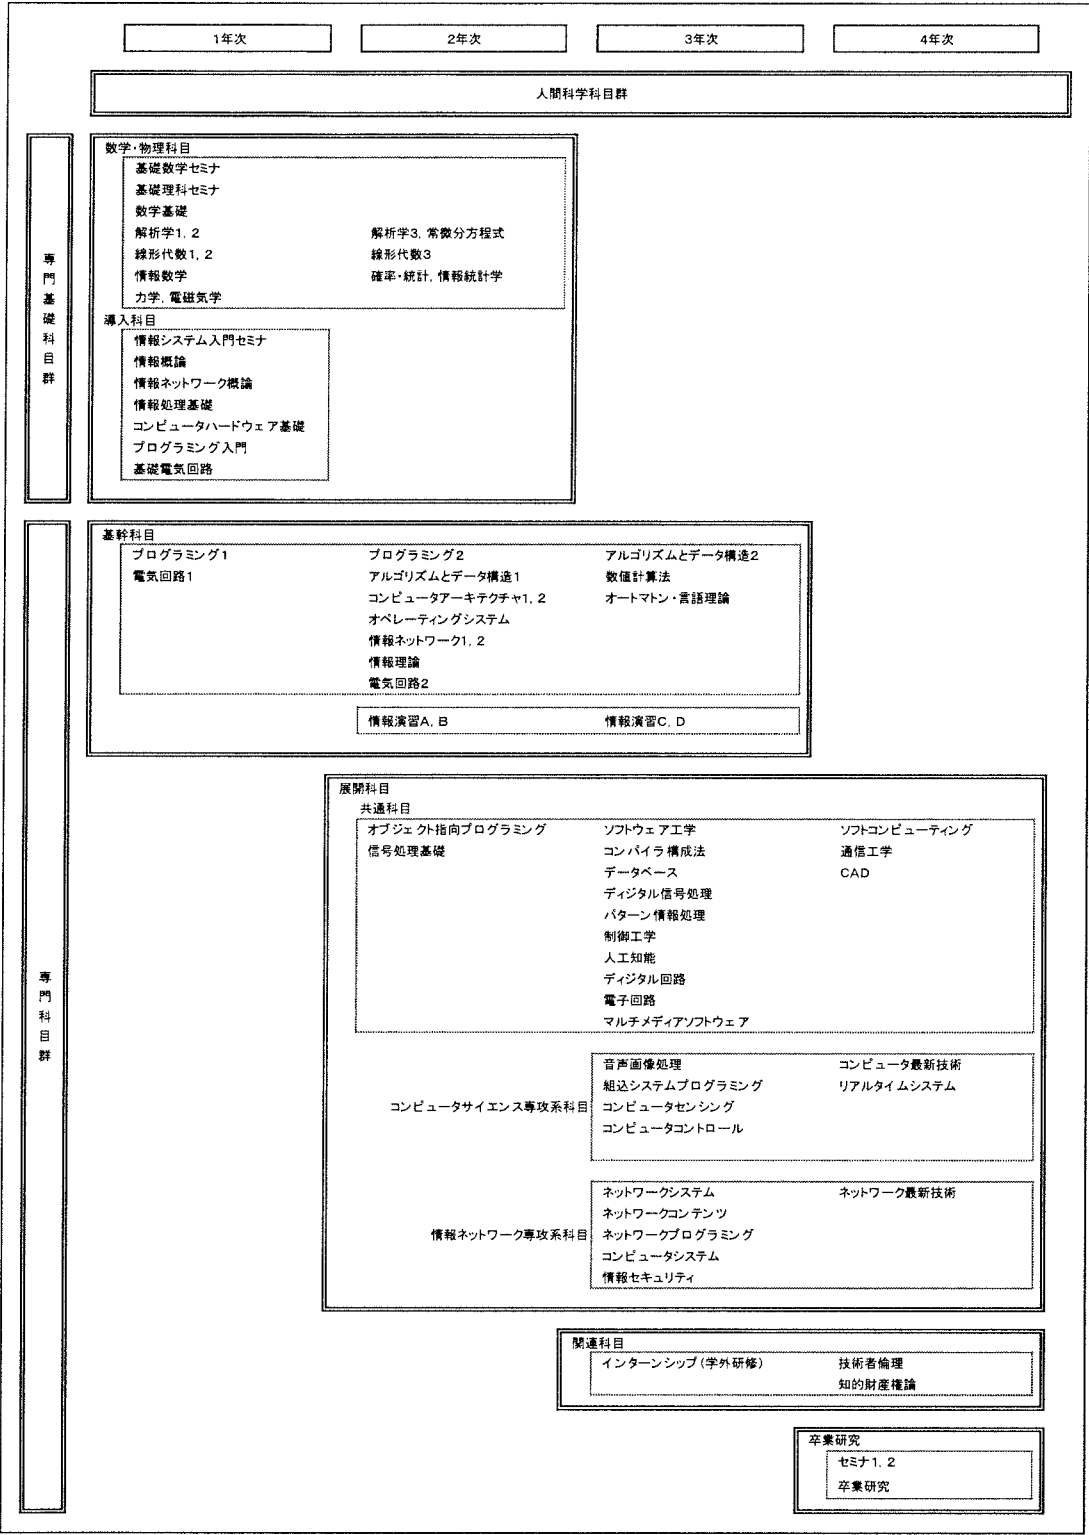 1年次 2年次 3年次 4年次
人間科学科目群
専門基礎科目群
数学・物理科目
基礎数学セミナ
基礎理科セミナ
数学基礎
解析学1, 2 解析学3, 常微分方程式
線形代数1, 2 線形代数3
情報数学 確率・統計, 情報統計学
力学, 電磁気学
導入科目
情報システム入門セミナ
情報概論
情報ネットワーク概論
情報処理基礎
コンピュータハードウェア基礎
プログラミング入門
基礎電気回路
専門科目群
基幹科目
プログラミング1 プログラミング2 アルゴリズムとデータ構造2
電気回路1 アルゴリズムとデータ構造1 数値計算法
コンピュータアーキテクチャ1, 2 オートマトン・言語理論
オペレーティングシステム
情報ネットワーク1, 2
情報理論
電気回路2
情報演習A, B 情報演習C, D
展開科目
共通科目
オブジェクト指向プログラミング ソフトウェア工学 ソフトコンピューティング
信号処理基礎 コンパイラ構成法 通信工学
データベース CAD
ディジタル信号処理
パターン情報処理
制御工学
人工知能
ディジタル回路
電子回路
マルチメディアソフトウェア
音声画像処理 コンピュータ最新技術
組込システムプログラミング リアルタイムシステム
コンピュータサイエンス専攻系科目 コンピュータセンシング
コンピュータコントロール
ネットワークシステム ネットワーク最新技術
ネットワークコンテンツ
情報ネットワーク専攻系科目 ネットワークプログラミング
コンピュータシステム
情報セキュリティ
関連科目
インターンシップ(学外研修) 技術者倫理
知的財産権論
卒業研究
セミナ1, 2
卒業研究